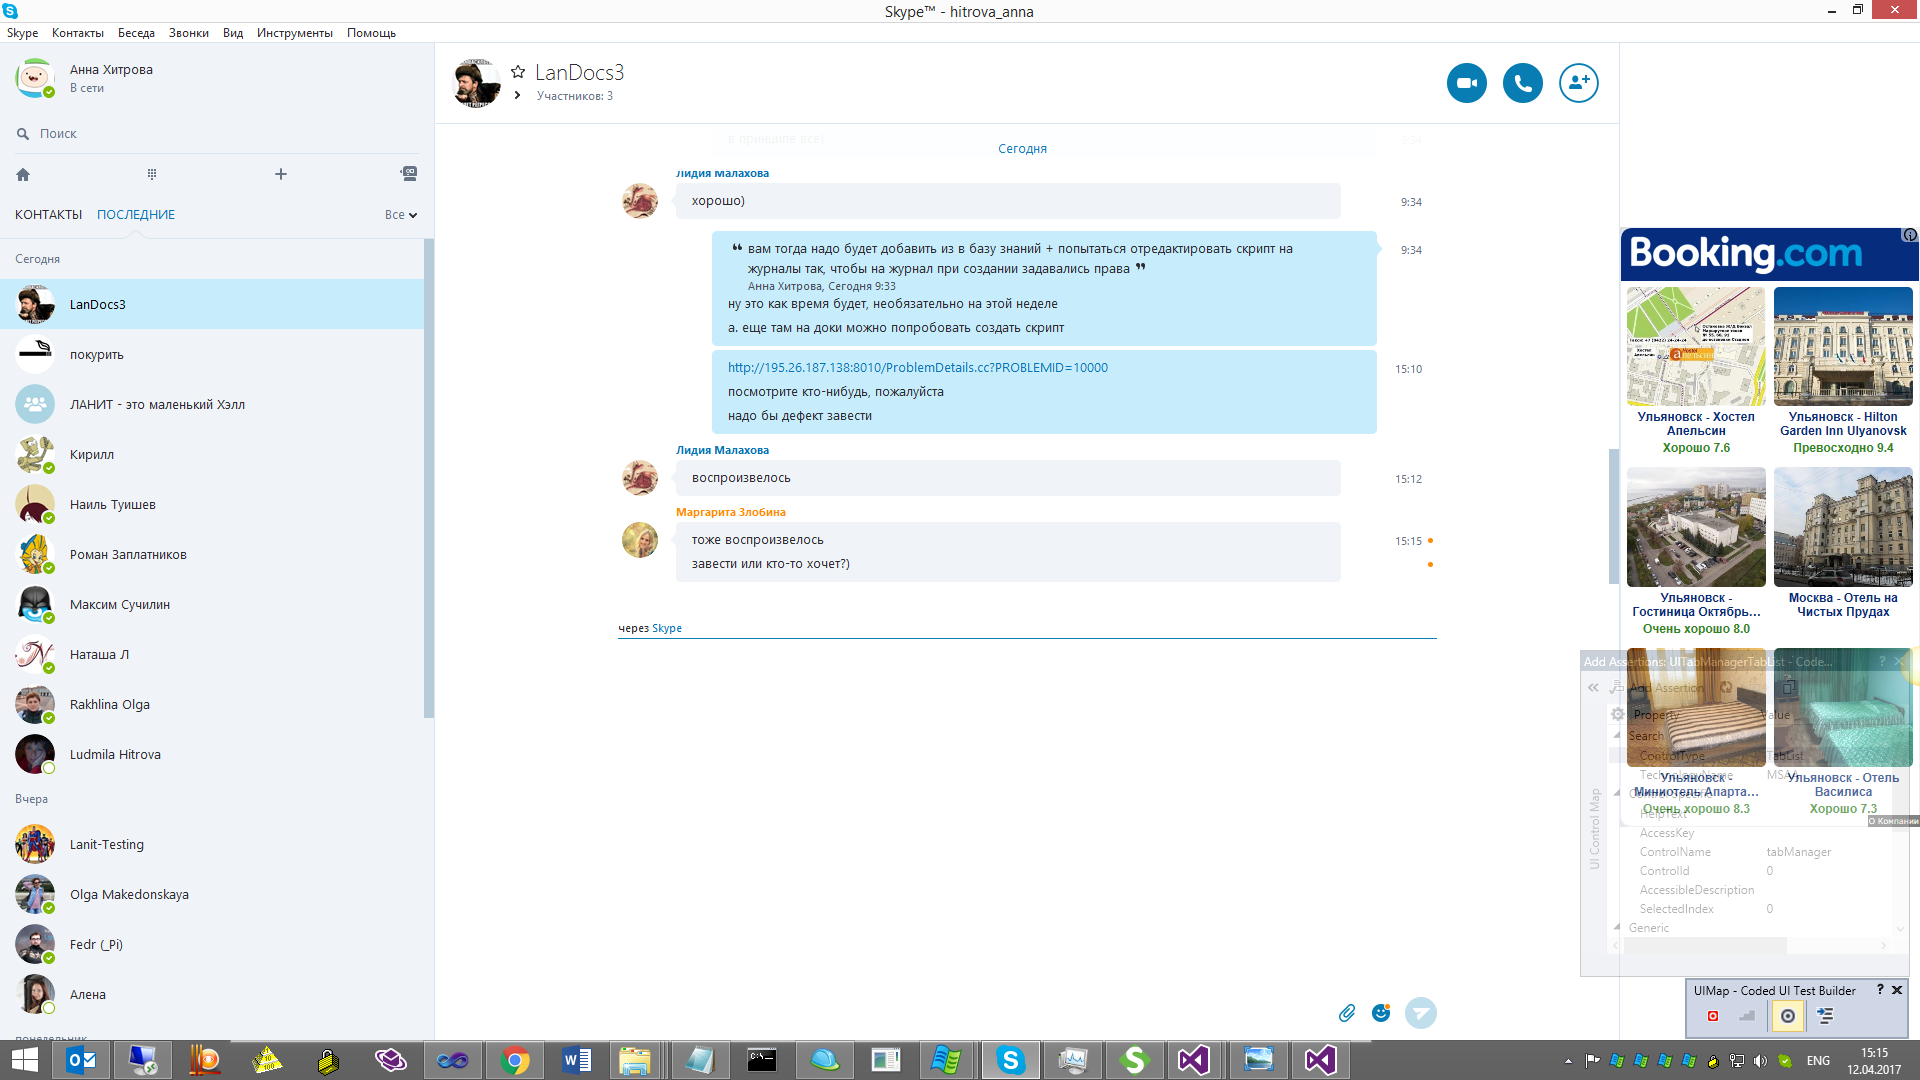 Skype™ - hitrova_anna
Skype Контакты Беседа Звонки Вид Инструменты Помощь
Анна Хитрова
В сети
Поиск
КОНТАКТЫ ПОСЛЕДНИЕ Все
Сегодня
LanDocs3
покурить
ЛАНИТ - это маленький Хэлл
Кирилл
Наиль Туишев
Роман Заплатников
Максим Сучилин
Наташа Л
Rakhlina Olga
Ludmila Hitrova
Вчера
Lanit-Testing
Olga Makedonskaya
Fedr (_Pi)
Алена
понедельник
LanDocs3
Участников: 3
в принципе все) 9:34
Сегодня
Лидия Малахова
хорошо) 9:34
❝ вам тогда надо будет добавить из в базу знаний + попытаться отредактировать скрипт на 9:34
журналы так, чтобы на журнал при создании задавались права ❞
Анна Хитрова, Сегодня 9:33
ну это как время будет, необязательно на этой неделе
а. еще там на доки можно попробовать создать скрипт
http://195.26.187.138:8010/ProblemDetails.cc?PROBLEMID=10000 15:10
посмотрите кто-нибудь, пожалуйста
надо бы дефект завести
Лидия Малахова
воспроизвелось 15:12
Маргарита Злобина
тоже воспроизвелось 15:15
завести или кто-то хочет?)
через Skype
Booking.com
Ульяновск - Хостел
Апельсин
Хорошо 7.6
Ульяновск - Hilton
Garden Inn Ulyanovsk
Превосходно 9.4
Ульяновск -
Гостиница Октябрь...
Очень хорошо 8.0
Москва - Отель на
Чистых Прудах
Ульяновск -
Миниотель Апарта...
Очень хорошо 8.3
Ульяновск - Отель
Василиса
Хорошо 7.3
О Компании
Add Assertions: UITabManagerTabList - Code...
Add Assertion
Property Value
Search
ControlType TabList
TechnologyName MSAA
Control Specific
HelpText
AccessKey
ControlName tabManager
ControlId 0
AccessibleDescription
SelectedIndex 0
Generic
UI Control Map
UIMap - Coded UI Test Builder
ENG
15:15
12.04.2017